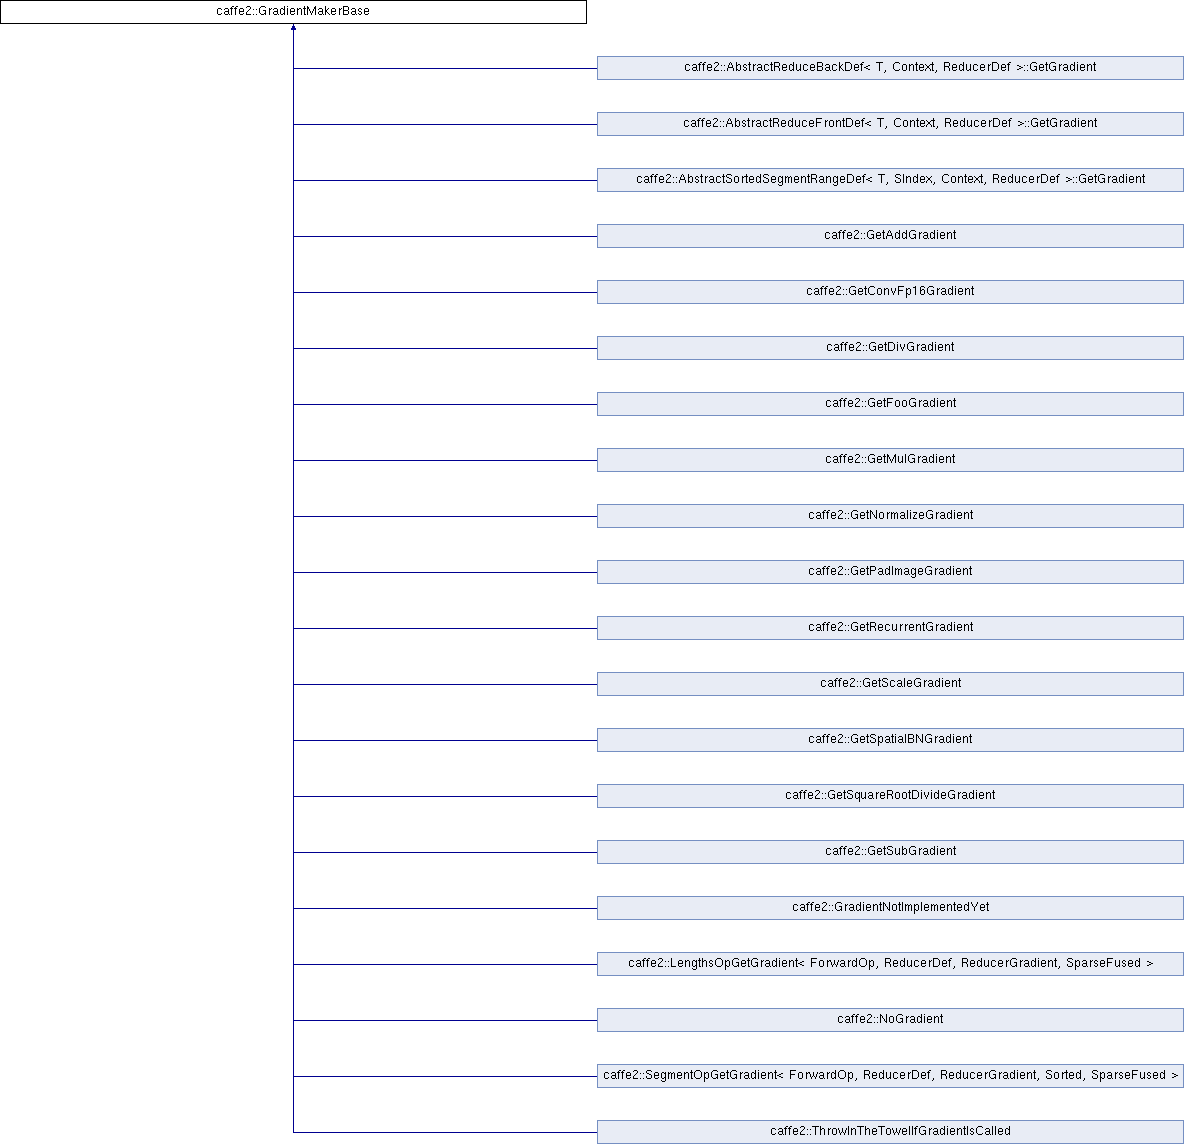 caffe2::GradientMakerBase
caffe2::AbstractReduceBackDef< T, Context, ReducerDef >::GetGradient
caffe2::AbstractReduceFrontDef< T, Context, ReducerDef >::GetGradient
caffe2::AbstractSortedSegmentRangeDef< T, SIndex, Context, ReducerDef >::GetGradient
caffe2::GetAddGradient
caffe2::GetConvFp16Gradient
caffe2::GetDivGradient
caffe2::GetFooGradient
caffe2::GetMulGradient
caffe2::GetNormalizeGradient
caffe2::GetPadImageGradient
caffe2::GetRecurrentGradient
caffe2::GetScaleGradient
caffe2::GetSpatialBNGradient
caffe2::GetSquareRootDivideGradient
caffe2::GetSubGradient
caffe2::GradientNotImplementedYet
caffe2::LengthsOpGetGradient< ForwardOp, ReducerDef, ReducerGradient, SparseFused >
caffe2::NoGradient
caffe2::SegmentOpGetGradient< ForwardOp, ReducerDef, ReducerGradient, Sorted, SparseFused >
caffe2::ThrowInTheTowelIfGradientIsCalled